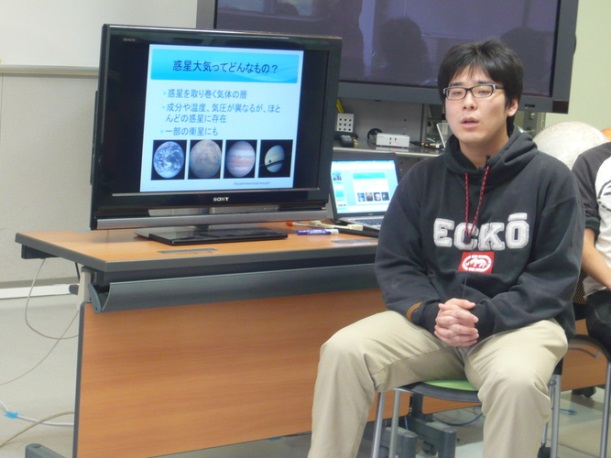 惑星大気ってどんなもの？
・惑星を取り巻く気体の層
・成分や温度、気圧が異なるが、ほと
んどの惑星に存在
・一部の衛星にも
SONY
ECKŌ